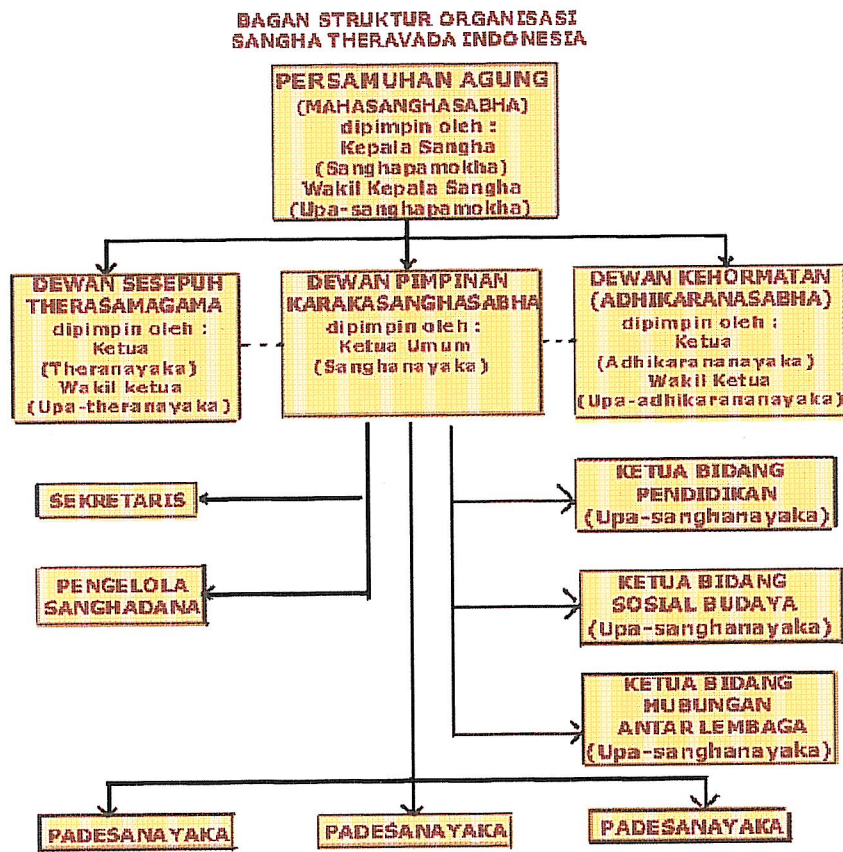 BAGAN STRUKTUR ORGANISASI
SANGHA THERAVADA INDONESIA
PERSAMUHAN AGUNG
(MAHASANGHASABHA)
dipimpin oleh :
Kepala Sangha
(Sanghapamokha)
Wakil Kepala Sangha
(Upa-sanghapamokha)
DEWAN SESEPUH
THERASAMAGAMA
dipimpin oleh :
Ketua
(Theranayaka)
Wakil ketua
(Upa-theranayaka)
DEWAN PIMPINAN
KARAKASANGHASABHA
dipimpin oleh :
Ketua Umum
(Sanghanayaka)
DEWAN KEHORMATAN
(ADHIKARANASABHA)
dipimpin oleh :
Ketua
(Adhikarananayaka)
Wakil Ketua
(Upa-adhikarananayaka)
SEKRETARIS
PENGELOLA
SANGHADANA
KETUA BIDANG
PENDIDIKAN
(Upa-sanghanayaka)
KETUA BIDANG
SOSIAL BUDAYA
(Upa-sanghanayaka)
KETUA BIDANG
HUBUNGAN
ANTAR LEMBAGA
(Upa-sanghanayaka)
PADESANAYAKA
PADESANAYAKA
PADESANAYAKA